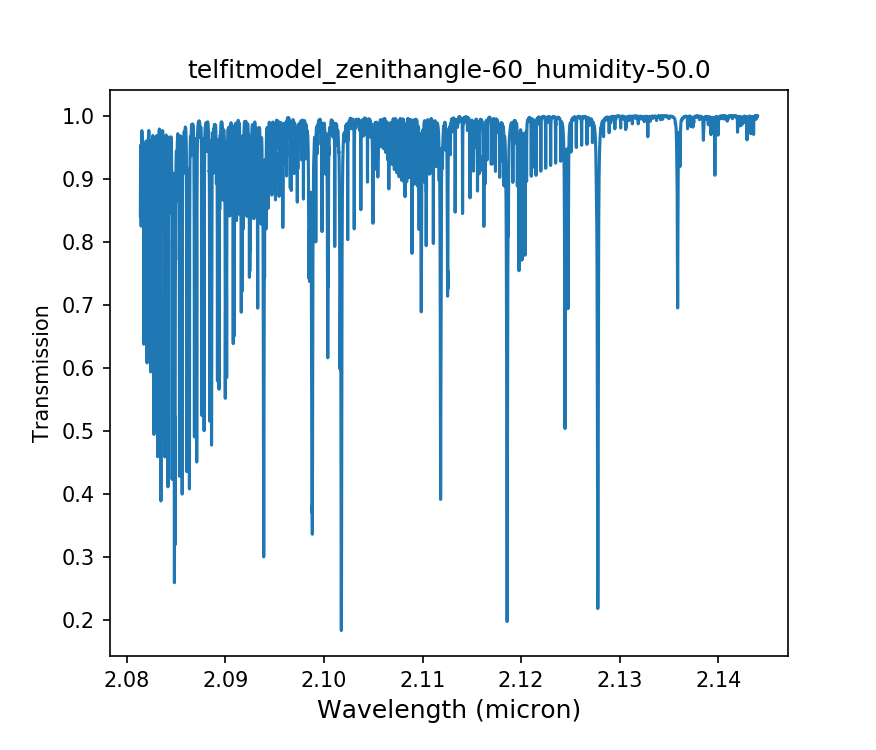 telfitmodel_zenithangle-60_humidity-50.0
1.0
0.9
0.8
0.7
0.6
0.5
0.4
0.3
0.2
Transmission
2.08 2.09 2.10 2.11 2.12 2.13 2.14
Wavelength (micron)